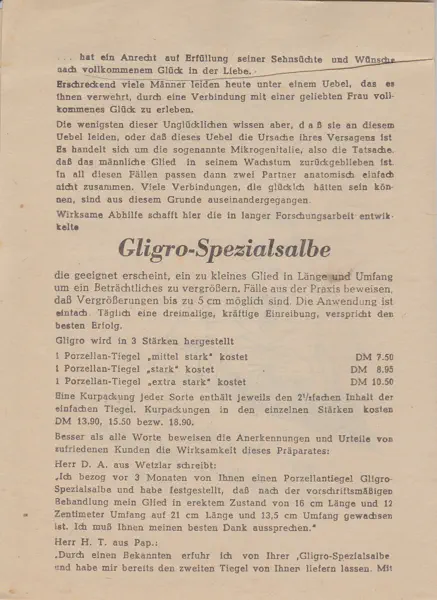 ... hat ein Anrecht auf Erfüllung seiner Sehnsüchte und Wünsche
nach vollkommenem Glück in der Liebe.
Erschreckend viele Männer leiden heute unter einem Uebel, das es
ihnen verwehrt, durch eine Verbindung mit einer geliebten Frau voll-
kommenes Glück zu erleben.
Die wenigsten dieser Unglücklichen wissen aber, daß sie an diesem
Uebel leiden, oder daß dieses Uebel die Ursache ihres Versagens ist
Es handelt sich um die sogenannte Mikrogenitalie, also die Tatsache,
daß das männliche Glied in seinem Wachstum zurückgeblieben ist.
In all diesen Fällen passen dann zwei Partner anatomisch einfach
nicht zusammen. Viele Verbindungen, die glücklich hätten sein kön-
nen, sind aus diesem Grunde auseinandergegangen.
Wirksame Abhilfe schafft hier die in langer Forschungsarbeit entwik-
kelte
Gligro-Spezialsalbe
die geeignet erscheint, ein zu kleines Glied in Länge und Umfang
um ein Beträchtliches zu vergrößern. Fälle aus der Praxis beweisen,
daß Vergrößerungen bis zu 5 cm möglich sind. Die Anwendung ist
einfach. Täglich eine dreimalige, kräftige Einreibung, verspricht den
besten Erfolg.
Gligro wird in 3 Stärken hergestellt
1 Porzellan-Tiegel „mittel stark" kostet DM 7.50
1 Porzellan-Tiegel „stark" kostet DM 8.95
1 Porzellan-Tiegel „extra stark" kostet DM 10.50
Eine Kurpackung jeder Sorte enthält jeweils den 2½fachen Inhalt der
einfachen Tiegel. Kurpackungen in den einzelnen Stärken kosten
DM 13.90, 15.50 bezw. 18.90.
Besser als alle Worte beweisen die Anerkennungen und Urteile von
zufriedenen Kunden die Wirksamkeit dieses Präparates:
Herr D. A. aus Wetzlar schreibt:
„Ich bezog vor 3 Monaten von Ihnen einen Porzellantiegel Gligro-
Spezialsalbe und habe festgestellt, daß nach der vorschriftsmäßigen
Behandlung mein Glied in erektem Zustand von 16 cm Länge und 12
Zentimeter Umfang auf 21 cm Länge und 13,5 cm Umfang gewachsen
ist. Ich muß Ihnen meinen besten Dank aussprechen."
Herr H. T. aus Pap.:
„Durch einen Bekannten erfuhr ich von Ihrer ‚Gligro-Spezialsalbe
und habe mir bereits den zweiten Tiegel von Ihnen liefern lassen. Mit